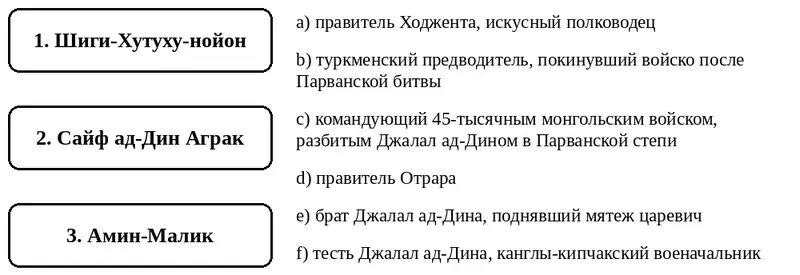 1. Шиги-Хутуху-нойон
2. Сайф ад-Дин Аграк
3. Амин-Малик
a) правитель Ходжента, искусный полководец
b) туркменский предводитель, покинувший войско после
Парванской битвы
c) командующий 45-тысячным монгольским войском,
разбитым Джалал ад-Дином в Парванской степи
d) правитель Отрара
e) брат Джалал ад-Дина, поднявший мятеж царевич
f) тесть Джалал ад-Дина, канглы-кипчакский военачальник